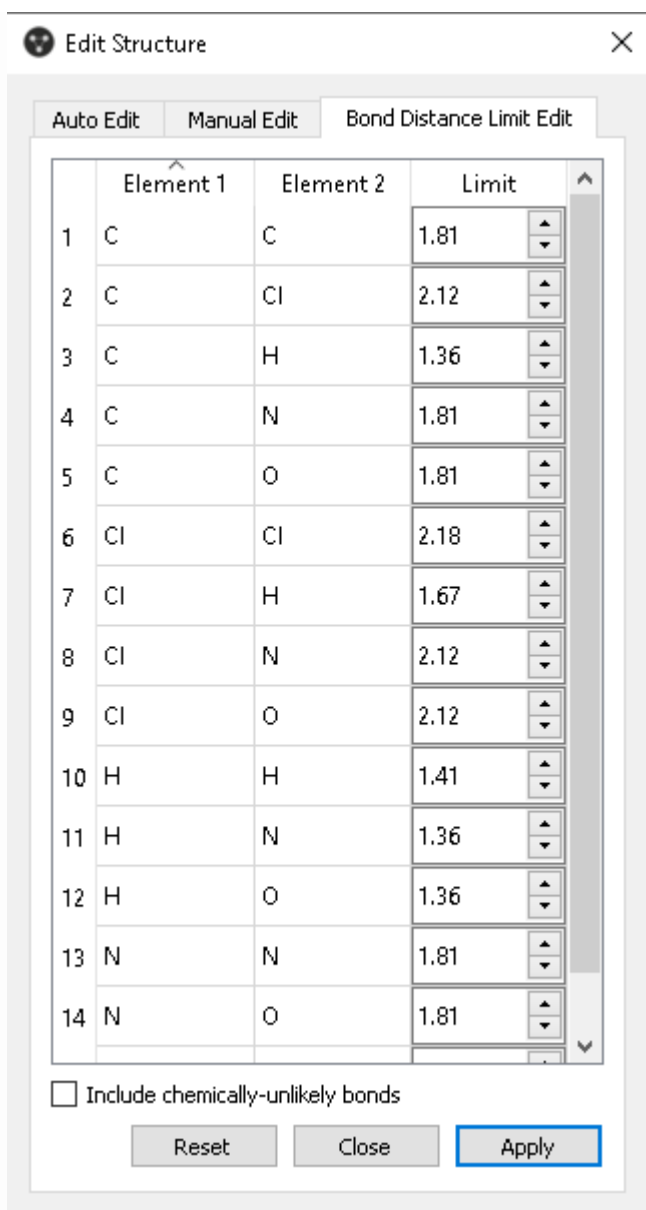 Edit Structure
Auto Edit Manual Edit Bond Distance Limit Edit
Element 1 Element 2 Limit
1 C C 1.81
2 C Cl 2.12
3 C H 1.36
4 C N 1.81
5 C O 1.81
6 Cl Cl 2.18
7 Cl H 1.67
8 Cl N 2.12
9 Cl O 2.12
10 H H 1.41
11 H N 1.36
12 H O 1.36
13 N N 1.81
14 N O 1.81
Include chemically-unlikely bonds
Reset Close Apply